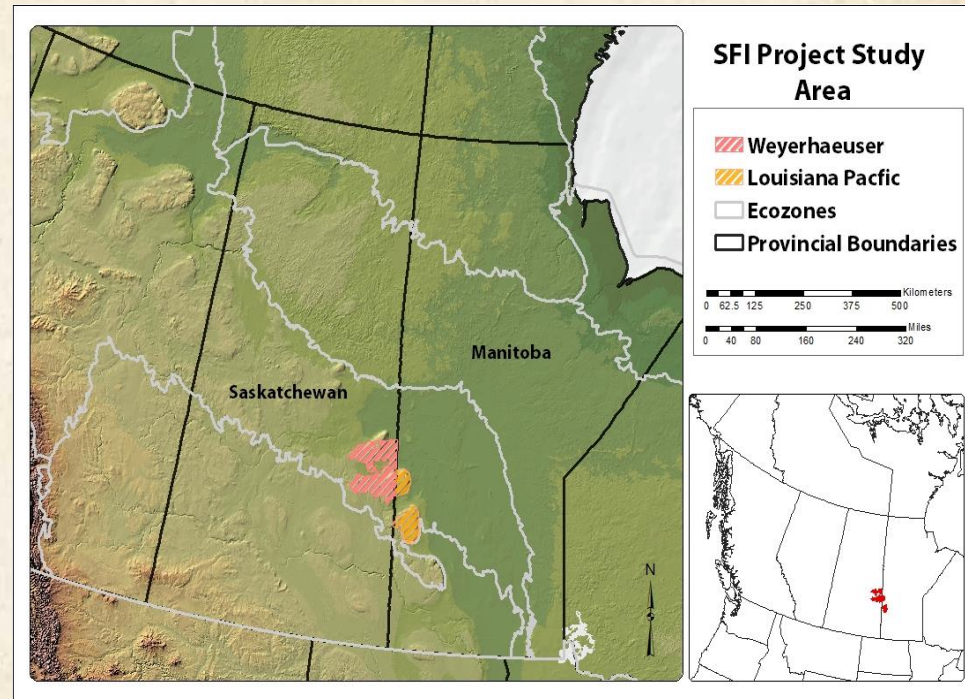 SFI Project Study
Area
Weyerhaeuser
Louisiana Pacfic
Ecozones
Provincial Boundaries
Kilometers
0 62.5 125 250 375 500
Miles
0 40 80 160 240 320
Manitoba
Saskatchewan
N